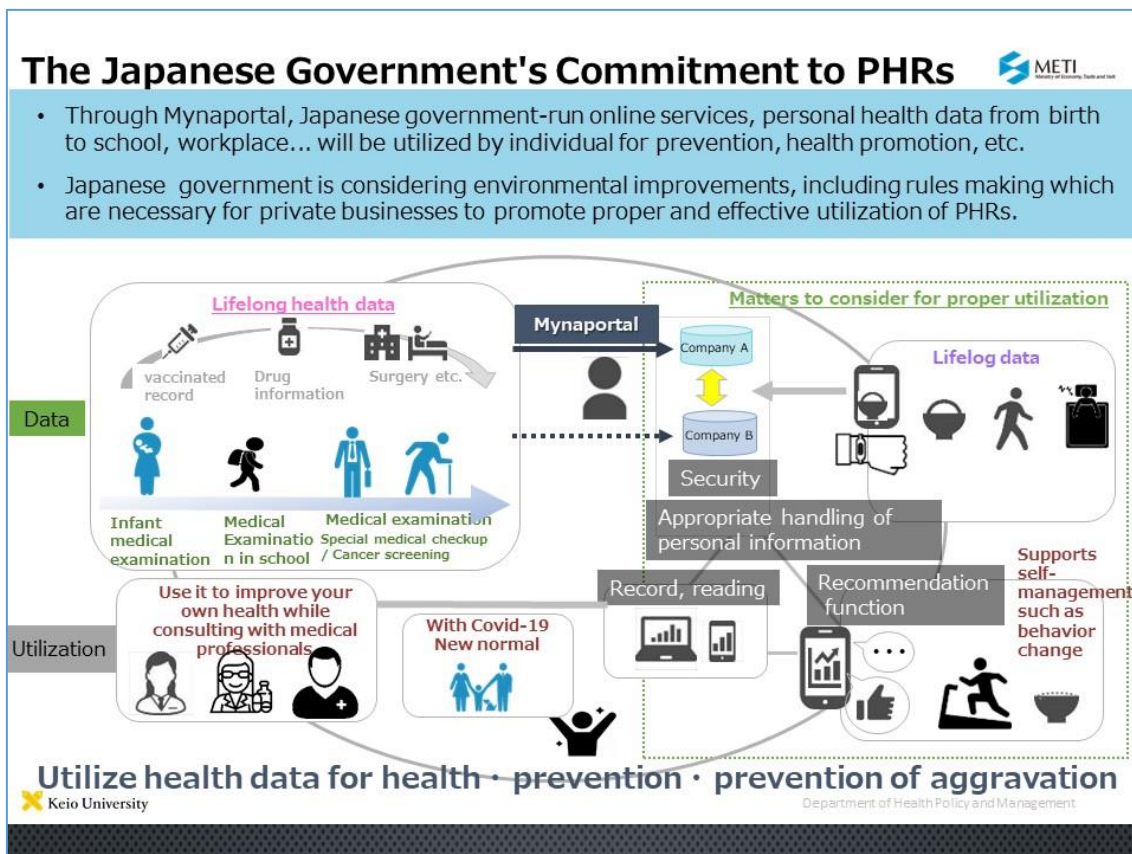 The Japanese Government's Commitment to PHRs
METI
Ministry of Economy, Trade and Industry
• Through Mynaportal, Japanese government-run online services, personal health data from birth
to school, workplace... will be utilized by individual for prevention, health promotion, etc.
• Japanese government is considering environmental improvements, including rules making which
are necessary for private businesses to promote proper and effective utilization of PHRs.
Lifelong health data
vaccinated
record
Drug
information
Surgery etc.
Data
Infant
medical
examination
Medical
Examinatio
n in school
Medical examination
Special medical checkup
/ Cancer screening
Mynaportal
Matters to consider for proper utilization
Company A
Company B
Lifelog data
Security
Appropriate handling of
personal information
Record, reading
Recommendation
function
Supports
self-
management
such as
behavior
change
Utilization
Use it to improve your
own health while
consulting with medical
professionals
With Covid-19
New normal
Utilize health data for health・prevention・prevention of aggravation
Keio University
Department of Health Policy and Management